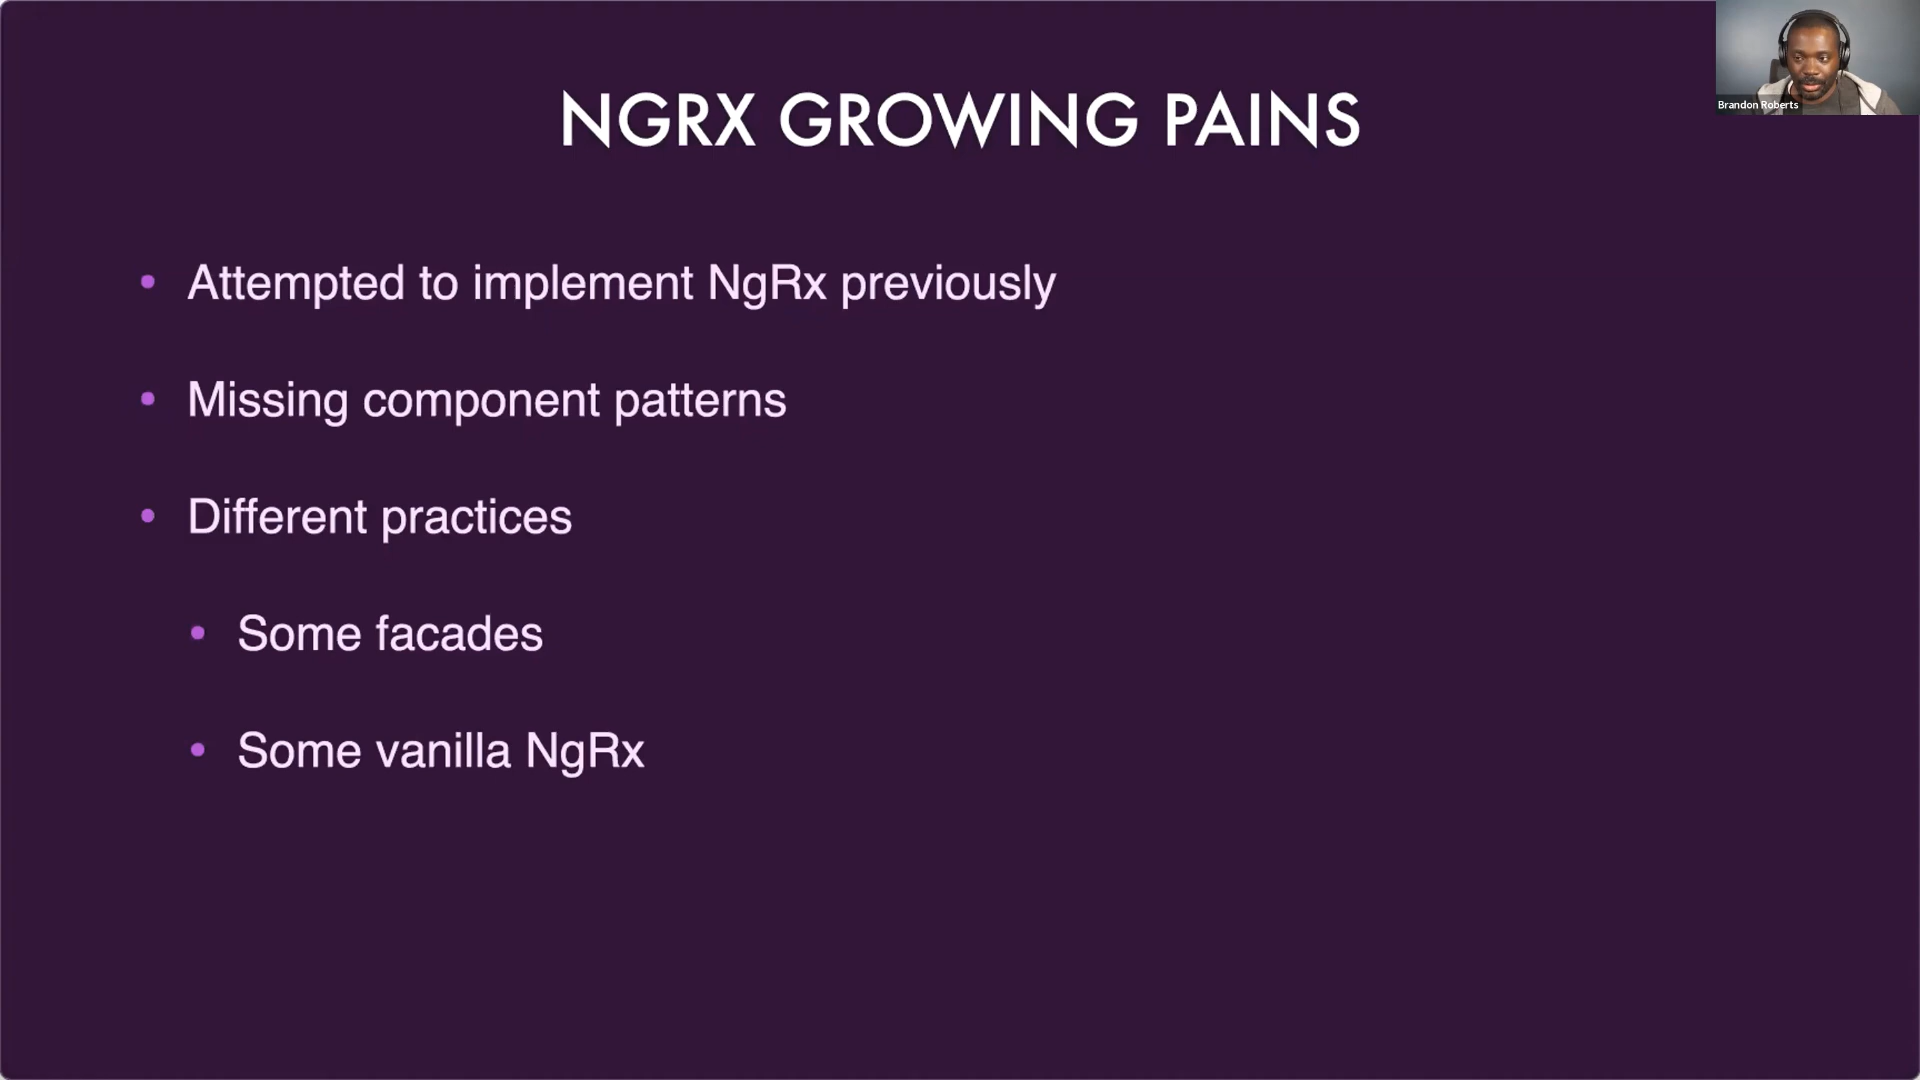 NGRX GROWING PAINS
Brandon Roberts
• Attempted to implement NgRx previously
• Missing component patterns
• Different practices
• Some facades
• Some vanilla NgRx